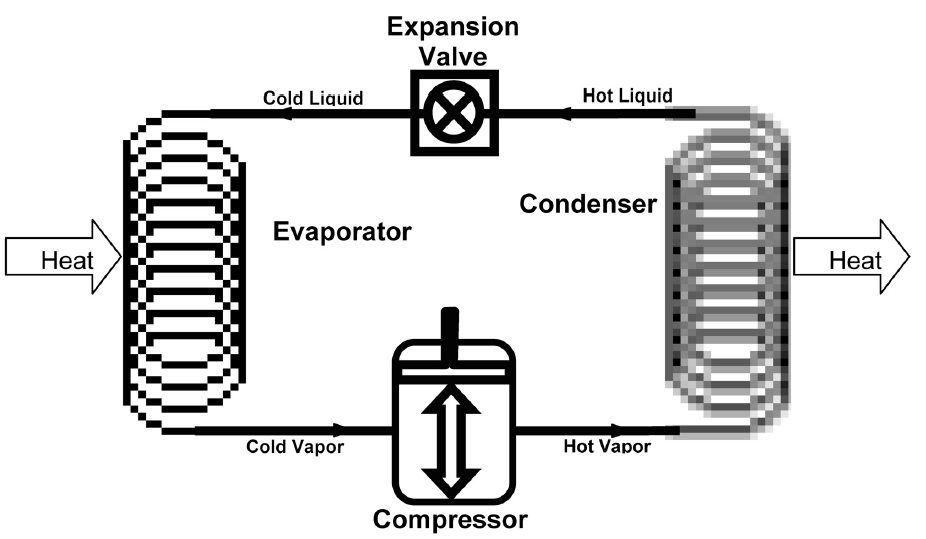 Expansion
Valve
Cold Liquid
Hot Liquid
Condenser
Evaporator
Heat
Heat
Cold Vapor
Hot Vapor
Compressor